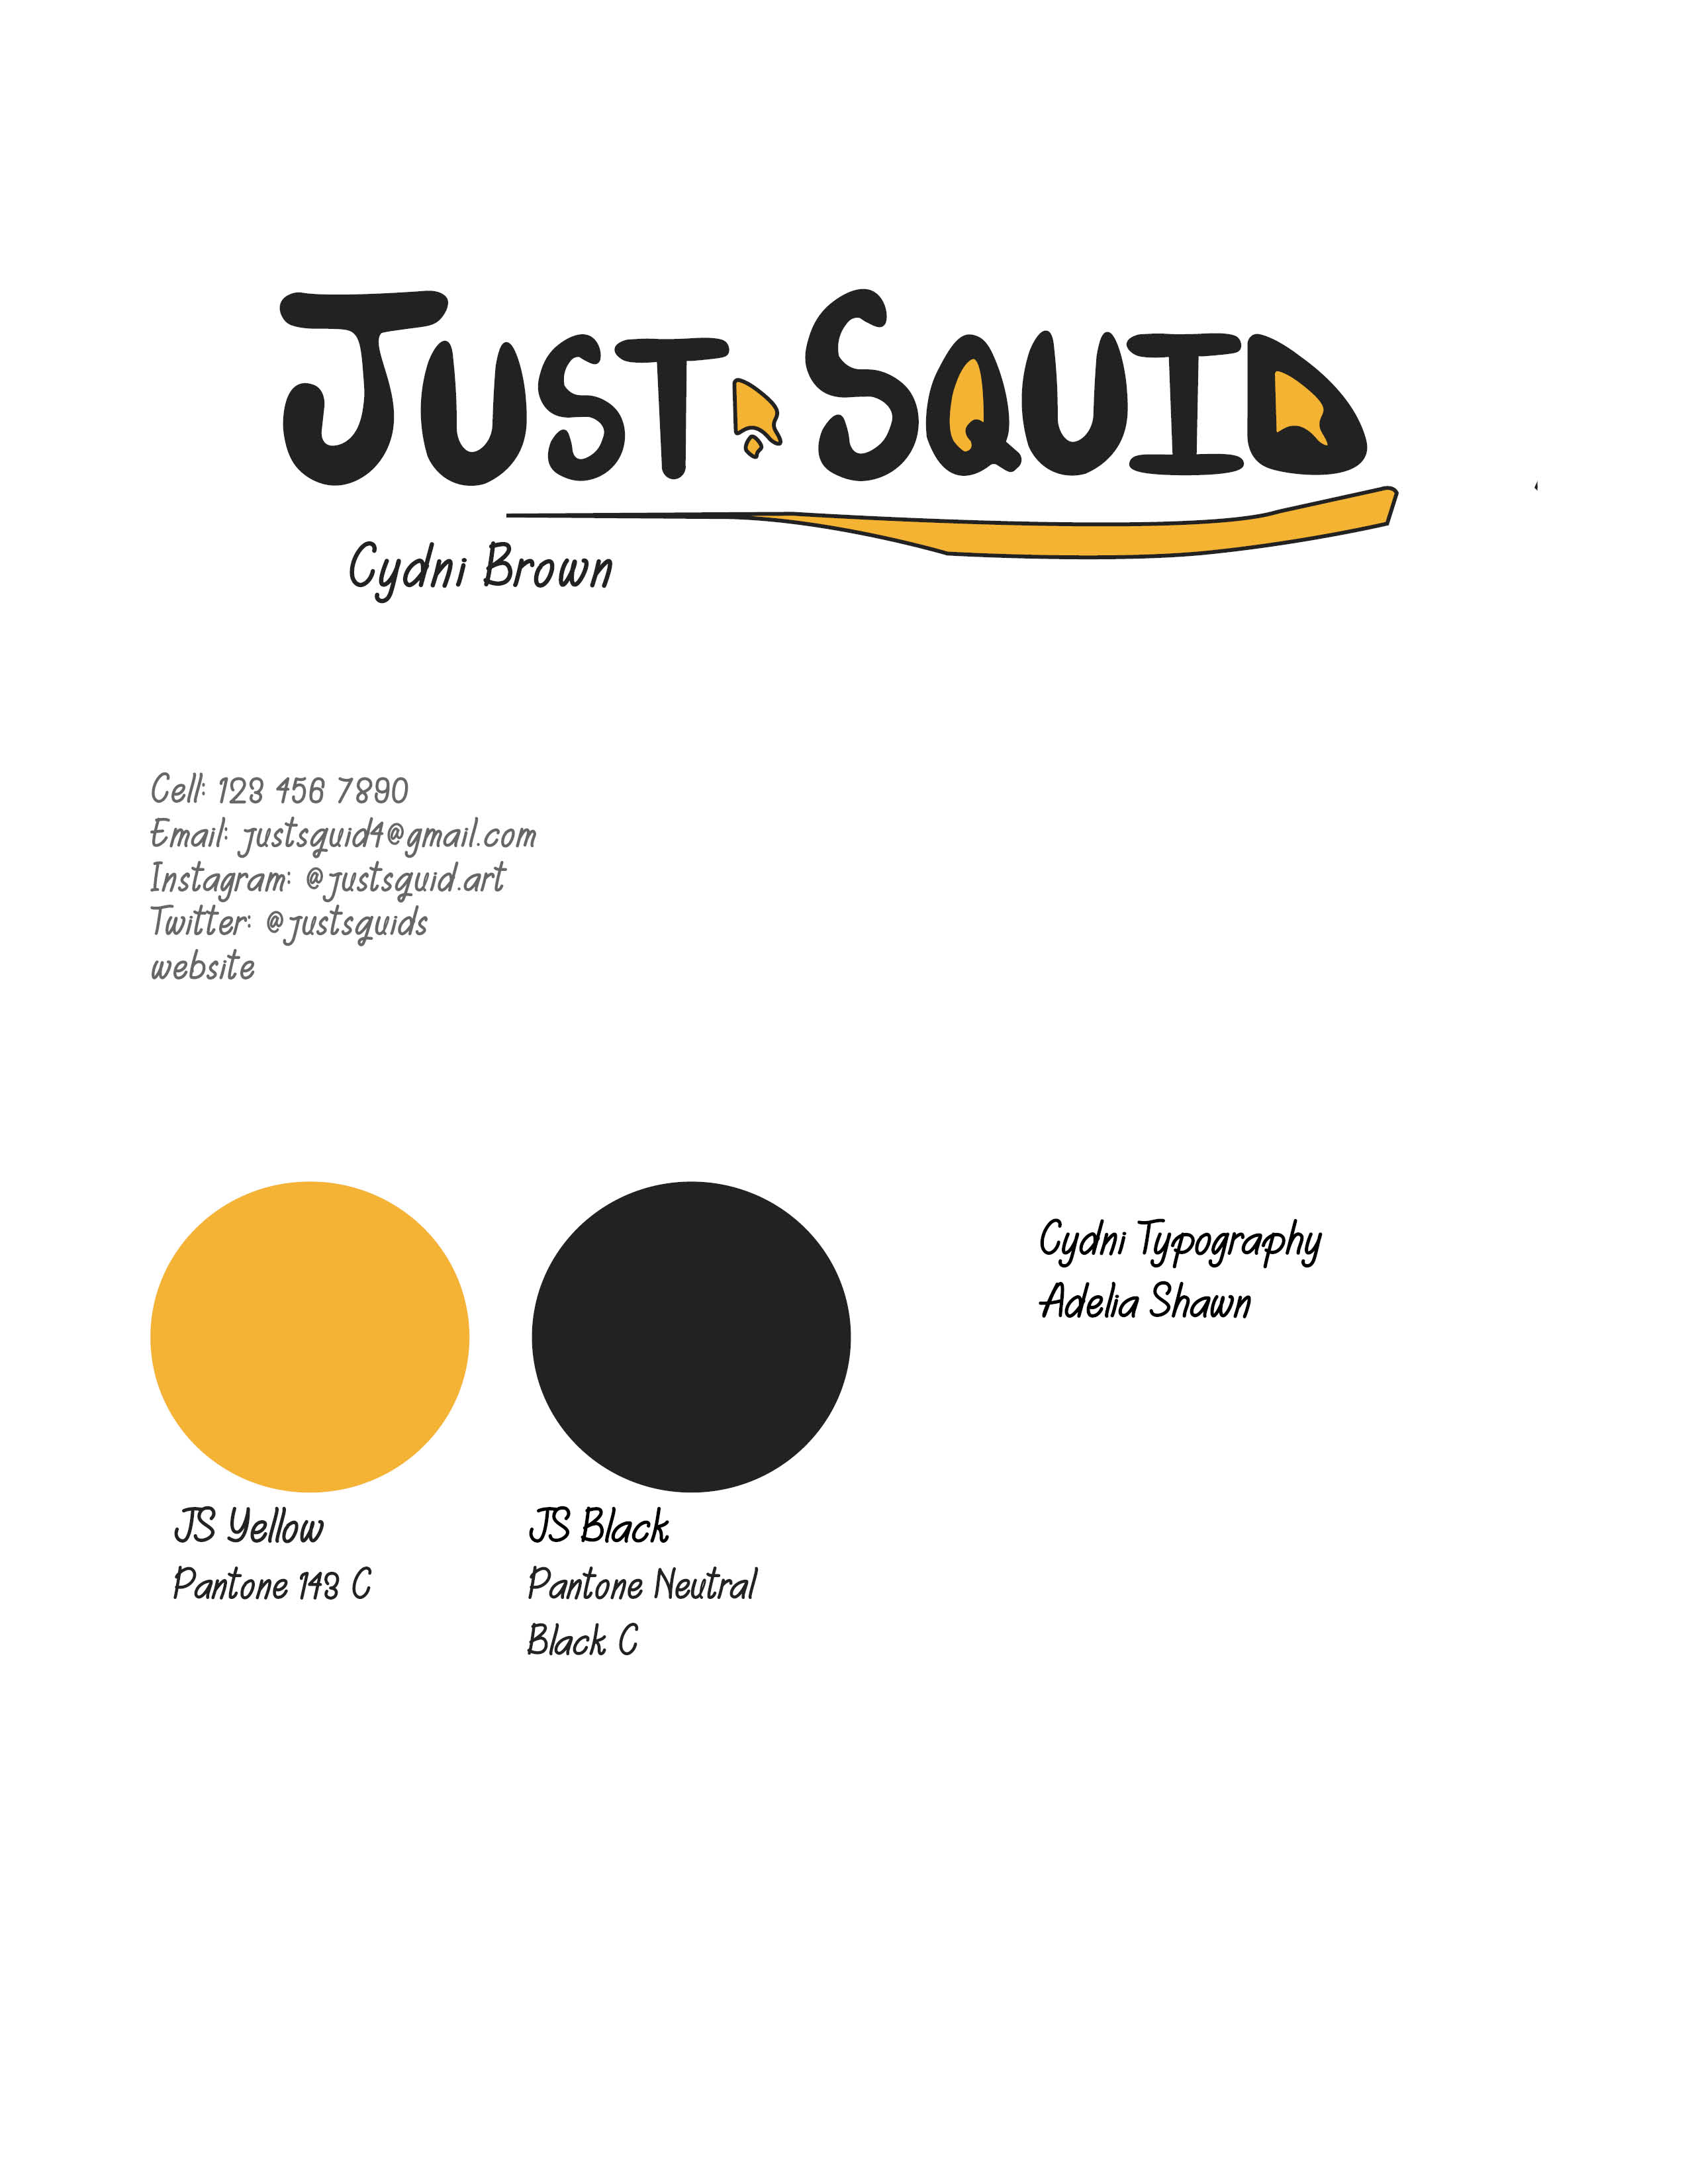 JUST SQUID
Cydni Brown
Cell: 123 456 7890
Email: justsquid4@gmail.com
Instagram: @justsquid.art
Twitter: @justsquids
website
Cydni Typography
Adelia Shawn
JS Yellow
Pantone 143 C
JS Black
Pantone Neutral
Black C